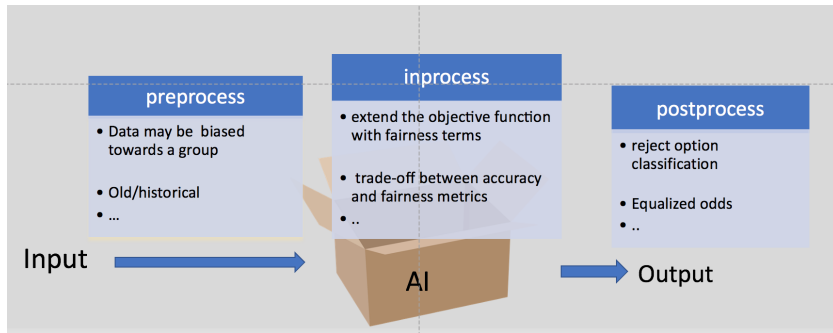 preprocess
• Data may be biased
towards a group
• Old/historical
• ...
inprocess
• extend the objective function
with fairness terms
• trade-off between accuracy
and fairness metrics
• ..
postprocess
• reject option
classification
• Equalized odds
• ..
Input
AI
Output